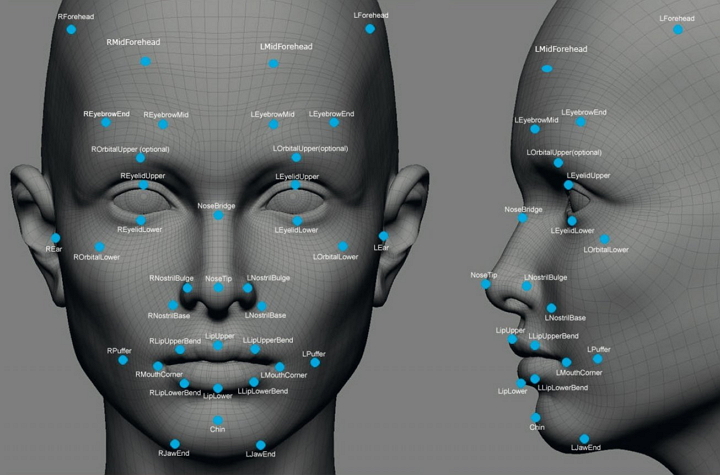 RForehead
LForehead
RMidForehead
LMidForehead
REyebrowEnd
REyebrowMid
LEyebrowMid
LEyebrowEnd
ROrbitalUpper (optional)
LOrbitalUpper(optional)
REyelidUpper
LEyelidUpper
NoseBridge
REyelidLower
LEyelidLower
REar
ROrbitalLower
LOrbitalLower
LEar
RNostrilBulge
NoseTip
LNostrilBulge
RNostrilBase
LNostrilBase
LipUpper
RLipUpperBend
LLipUpperBend
RPuffer
LPuffer
RMouthCorner
LMouthCorner
RLipLowerBend
LipLower
LLipLowerBend
Chin
RJawEnd
LJawEnd
LForehead
LMidForehead
LEyebrowMid
LEyebrowEnd
LOrbitalUpper(optional)
LEyelidUpper
NoseBridge
LEyelidLower
LOrbitalLower
NoseTip
LNostrilBulge
LNostrilBase
LipUpper
LLipUpperBend
LPuffer
LMouthCorner
LipLower
LLipLowerBend
Chin
LJawEnd